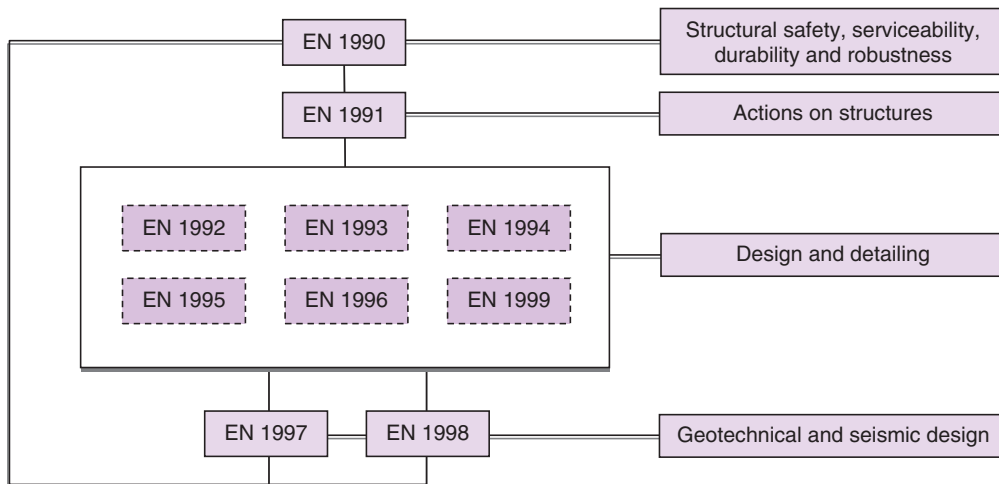 EN 1990
Structural safety, serviceability,
durability and robustness
EN 1991
Actions on structures
EN 1992
EN 1993
EN 1994
EN 1995
EN 1996
EN 1999
Design and detailing
EN 1997
EN 1998
Geotechnical and seismic design